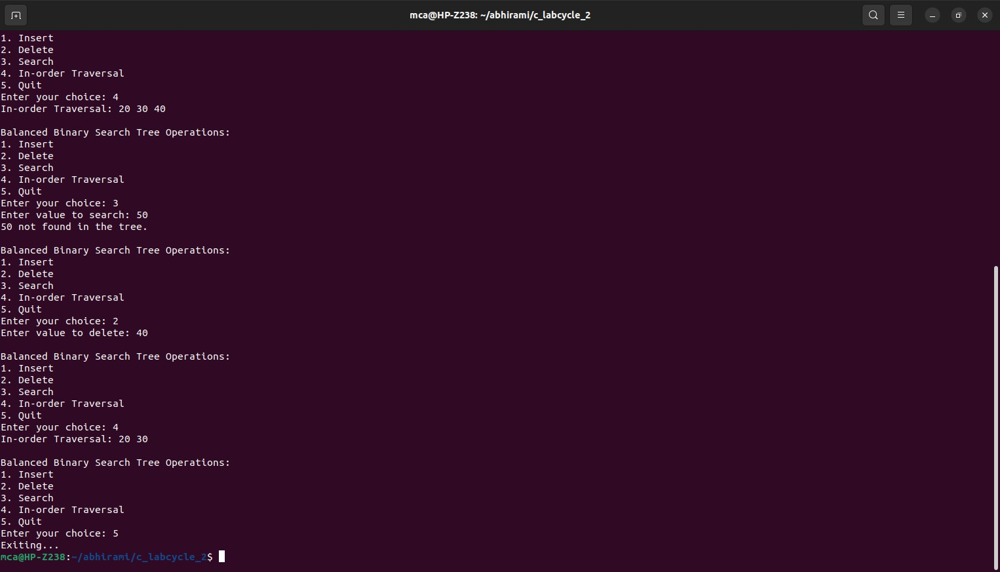 mca@HP-Z238: ~/abhirami/c_labcycle_2
1. Insert
2. Delete
3. Search
4. In-order Traversal
5. Quit
Enter your choice: 4
In-order Traversal: 20 30 40
Balanced Binary Search Tree Operations:
1. Insert
2. Delete
3. Search
4. In-order Traversal
5. Quit
Enter your choice: 3
Enter value to search: 50
50 not found in the tree.
Balanced Binary Search Tree Operations:
1. Insert
2. Delete
3. Search
4. In-order Traversal
5. Quit
Enter your choice: 2
Enter value to delete: 40
Balanced Binary Search Tree Operations:
1. Insert
2. Delete
3. Search
4. In-order Traversal
5. Quit
Enter your choice: 4
In-order Traversal: 20 30
Balanced Binary Search Tree Operations:
1. Insert
2. Delete
3. Search
4. In-order Traversal
5. Quit
Enter your choice: 5
Exiting...
mca@HP-Z238:~/abhirami/c_labcycle_2$